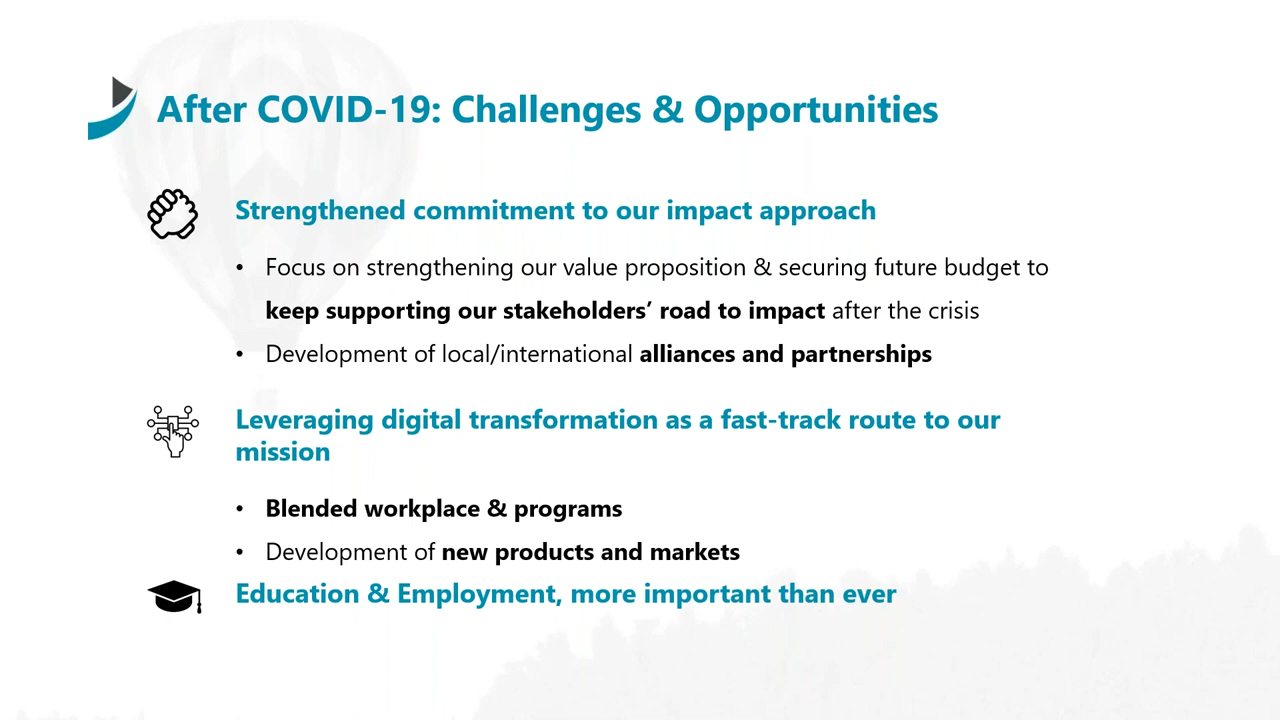 After COVID-19: Challenges & Opportunities
Strengthened commitment to our impact approach
• Focus on strengthening our value proposition & securing future budget to
keep supporting our stakeholders’ road to impact after the crisis
• Development of local/international alliances and partnerships
Leveraging digital transformation as a fast-track route to our
mission
• Blended workplace & programs
• Development of new products and markets
Education & Employment, more important than ever